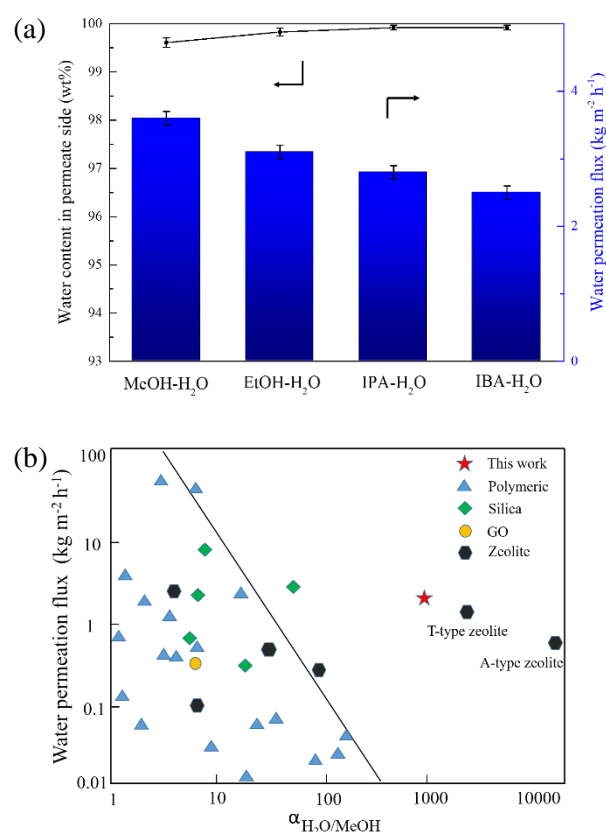 (a)
Water content in permeate side (wt%)
100
99
98
97
96
95
94
93
4
2
0
Water permeation flux (kg m⁻² h⁻¹)
MeOH-H₂O EtOH-H₂O IPA-H₂O IBA-H₂O
(b)
Water permeation flux (kg m⁻² h⁻¹)
100
10
1
0.1
0.01
This work
Polymeric
Silica
GO
Zeolite
T-type zeolite
A-type zeolite
1 10 100 1000 10000
α H₂O/MeOH